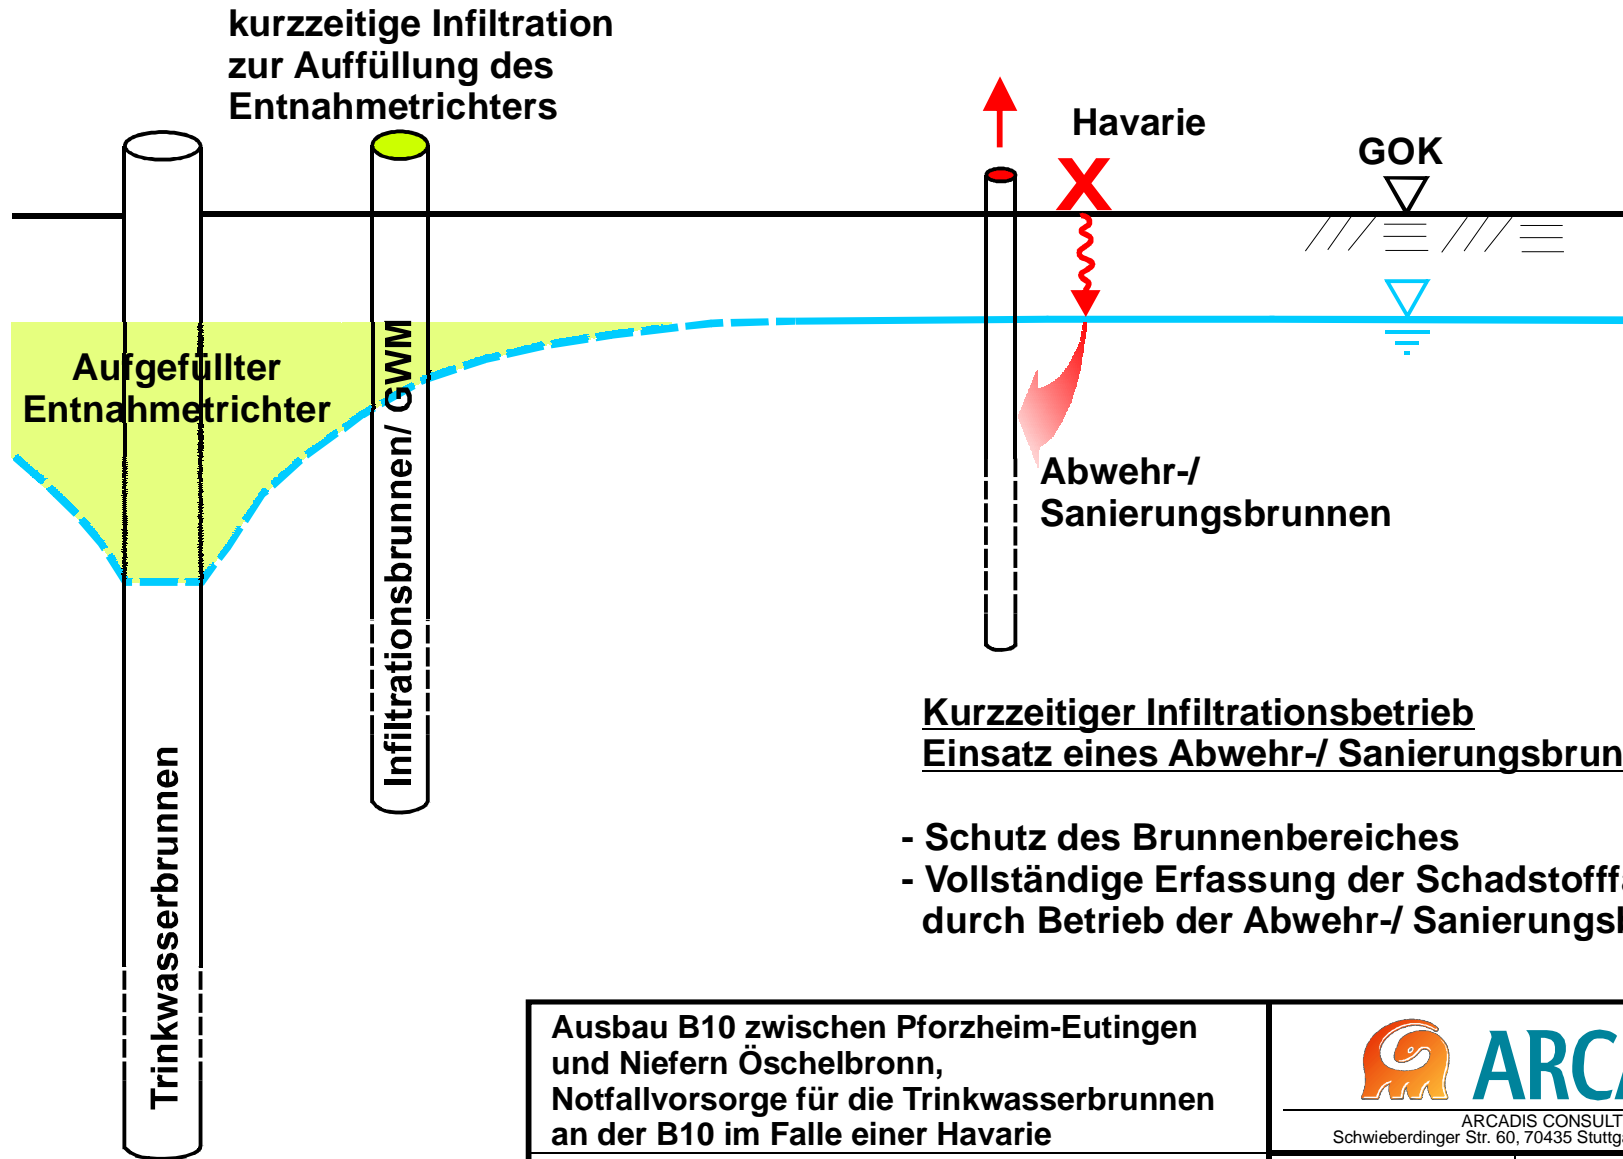 kurzzeitige Infiltration
zur Auffüllung des
Entnahmetrichters
Havarie
GOK
Aufgefüllter
Entnahmetrichter
Infiltrationsbrunnen/ GWM
Trinkwasserbrunnen
Abwehr-/
Sanierungsbrunnen
Kurzzeitiger Infiltrationsbetrieb
Einsatz eines Abwehr-/ Sanierungsbrun
- Schutz des Brunnenbereiches
- Vollständige Erfassung der Schadstofff
durch Betrieb der Abwehr-/ Sanierungs
Ausbau B10 zwischen Pforzheim-Eutingen
und Niefern Öschelbronn,
Notfallvorsorge für die Trinkwasserbrunnen
an der B10 im Falle einer Havarie
ARCA
ARCADIS CONSULT
Schwieberdinger Str. 60, 70435 Stuttg